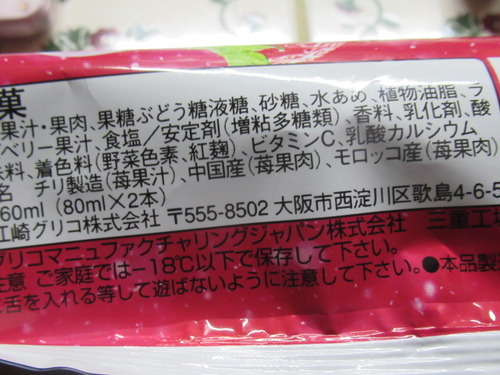 菓
果汁・果肉、果糖ぶどう糖液糖、砂糖、水あめ、植物油脂、ラ
ベリー果汁、食塩／安定剤（増粘多糖類）、香料、乳化剤、酸
味料、着色料（野菜色素、紅麹）、ビタミンC、乳酸カルシウム
名 チリ製造（苺果汁）、中国産（苺果肉）、モロッコ産（苺果肉）
60ml（80ml×2本）
江崎グリコ株式会社 〒555-8502 大阪市西淀川区歌島4-6-5
グリコマニュファクチャリングジャパン株式会社 三重工場
注意 ご家庭では-18℃以下で保存して下さい。
に舌を入れる等して遊ばないように注意して下さい。●本品製造